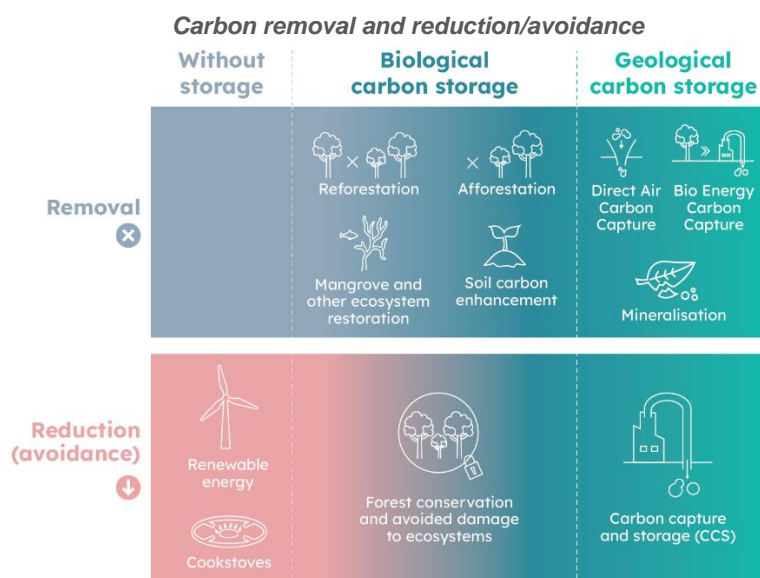 Carbon removal and reduction/avoidance
Without
storage
Biological
carbon storage
Geological
carbon storage
Removal
Reforestation
Afforestation
Mangrove and
other ecosystem
restoration
Soil carbon
enhancement
Direct Air
Carbon
Capture
Bio Energy
Carbon
Capture
Mineralisation
Reduction
(avoidance)
Renewable
energy
Cookstoves
Forest conservation
and avoided damage
to ecosystems
Carbon capture
and storage (CCS)